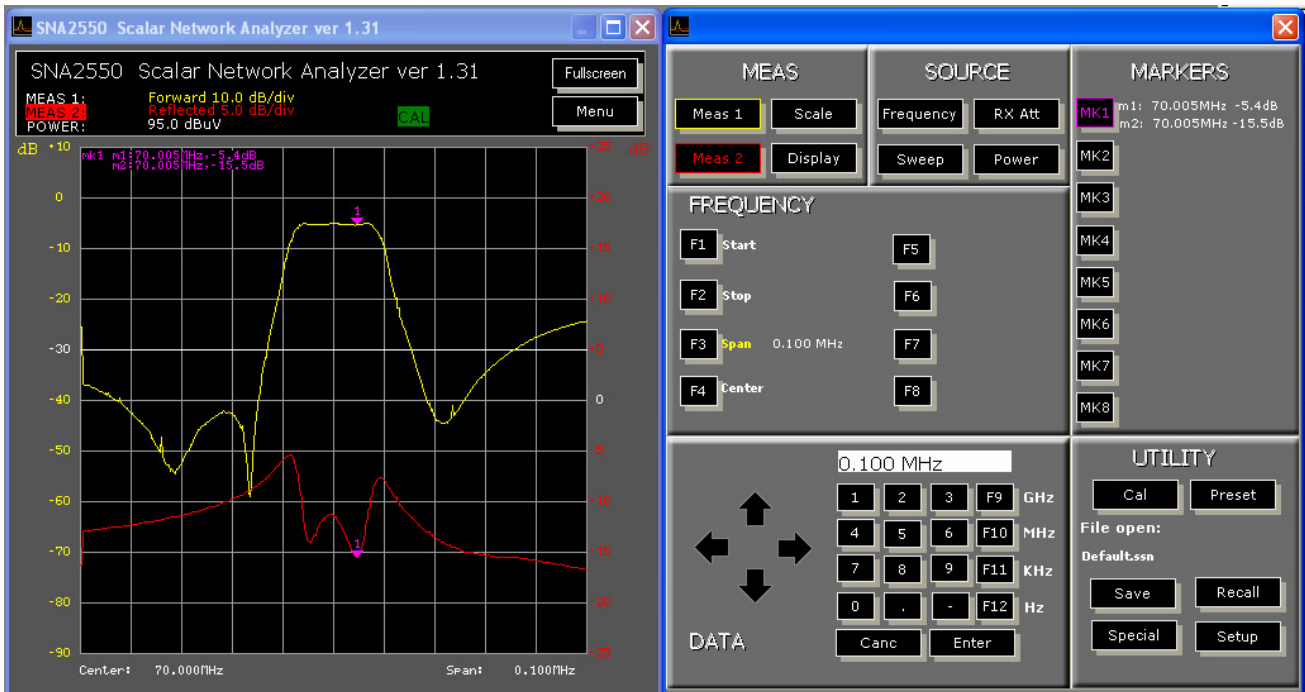 SNA2550 Scalar Network Analyzer ver 1.31
SNA2550 Scalar Network Analyzer ver 1.31
Fullscreen
MEAS 1: Forward 10.0 dB/div
MEAS 2: Reflected 5.0 dB/div
POWER: 95.0 dBuV
CAL
Menu
dB +10
0
-10
-20
-30
-40
-50
-60
-70
-80
-90
mk1 m1:70.005MHz,-5.4dB
m2:70.005MHz,-15.5dB
1
1
+25 dB
+20
+15
+10
+5
0
-5
-10
-15
-20
-25
Center: 70.000MHz Span: 0.100MHz
MEAS
Meas 1 Scale
Meas 2 Display
SOURCE
Frequency RX Att
Sweep Power
MARKERS
MK1 m1: 70.005MHz -5.4dB
m2: 70.005MHz -15.5dB
MK2
MK3
MK4
MK5
MK6
MK7
MK8
FREQUENCY
F1 Start F5
F2 Stop F6
F3 Span 0.100 MHz F7
F4 Center F8
0.100 MHz
1 2 3 F9 GHz
4 5 6 F10 MHz
7 8 9 F11 KHz
0 . - F12 Hz
DATA
Canc Enter
UTILITY
Cal Preset
File open:
Default.ssn
Save Recall
Special Setup